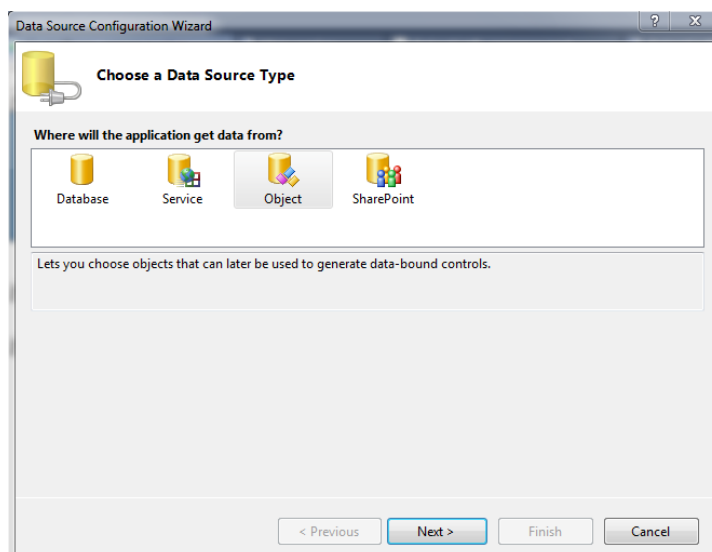 Data Source Configuration Wizard
?
Choose a Data Source Type
Where will the application get data from?
Database Service Object SharePoint
Lets you choose objects that can later be used to generate data-bound controls.
< Previous Next > Finish Cancel